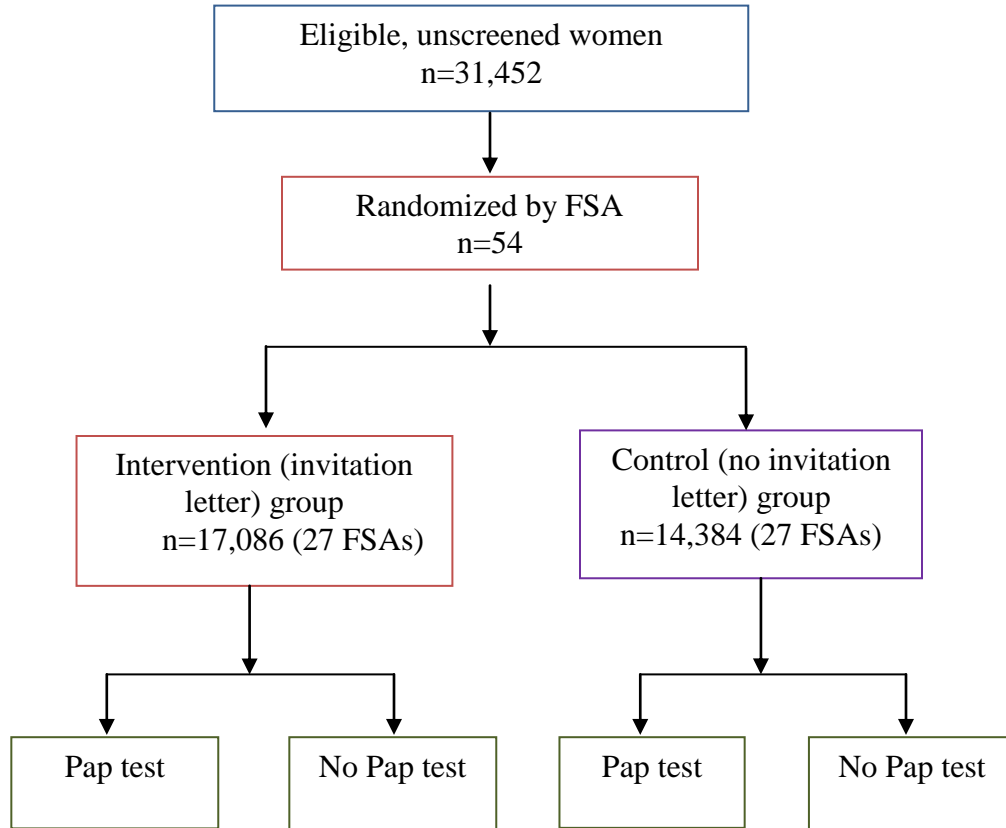 Eligible, unscreened women
n=31,452
Randomized by FSA
n=54
Intervention (invitation
letter) group
n=17,086 (27 FSAs)
Control (no invitation
letter) group
n=14,384 (27 FSAs)
Pap test
No Pap test
Pap test
No Pap test